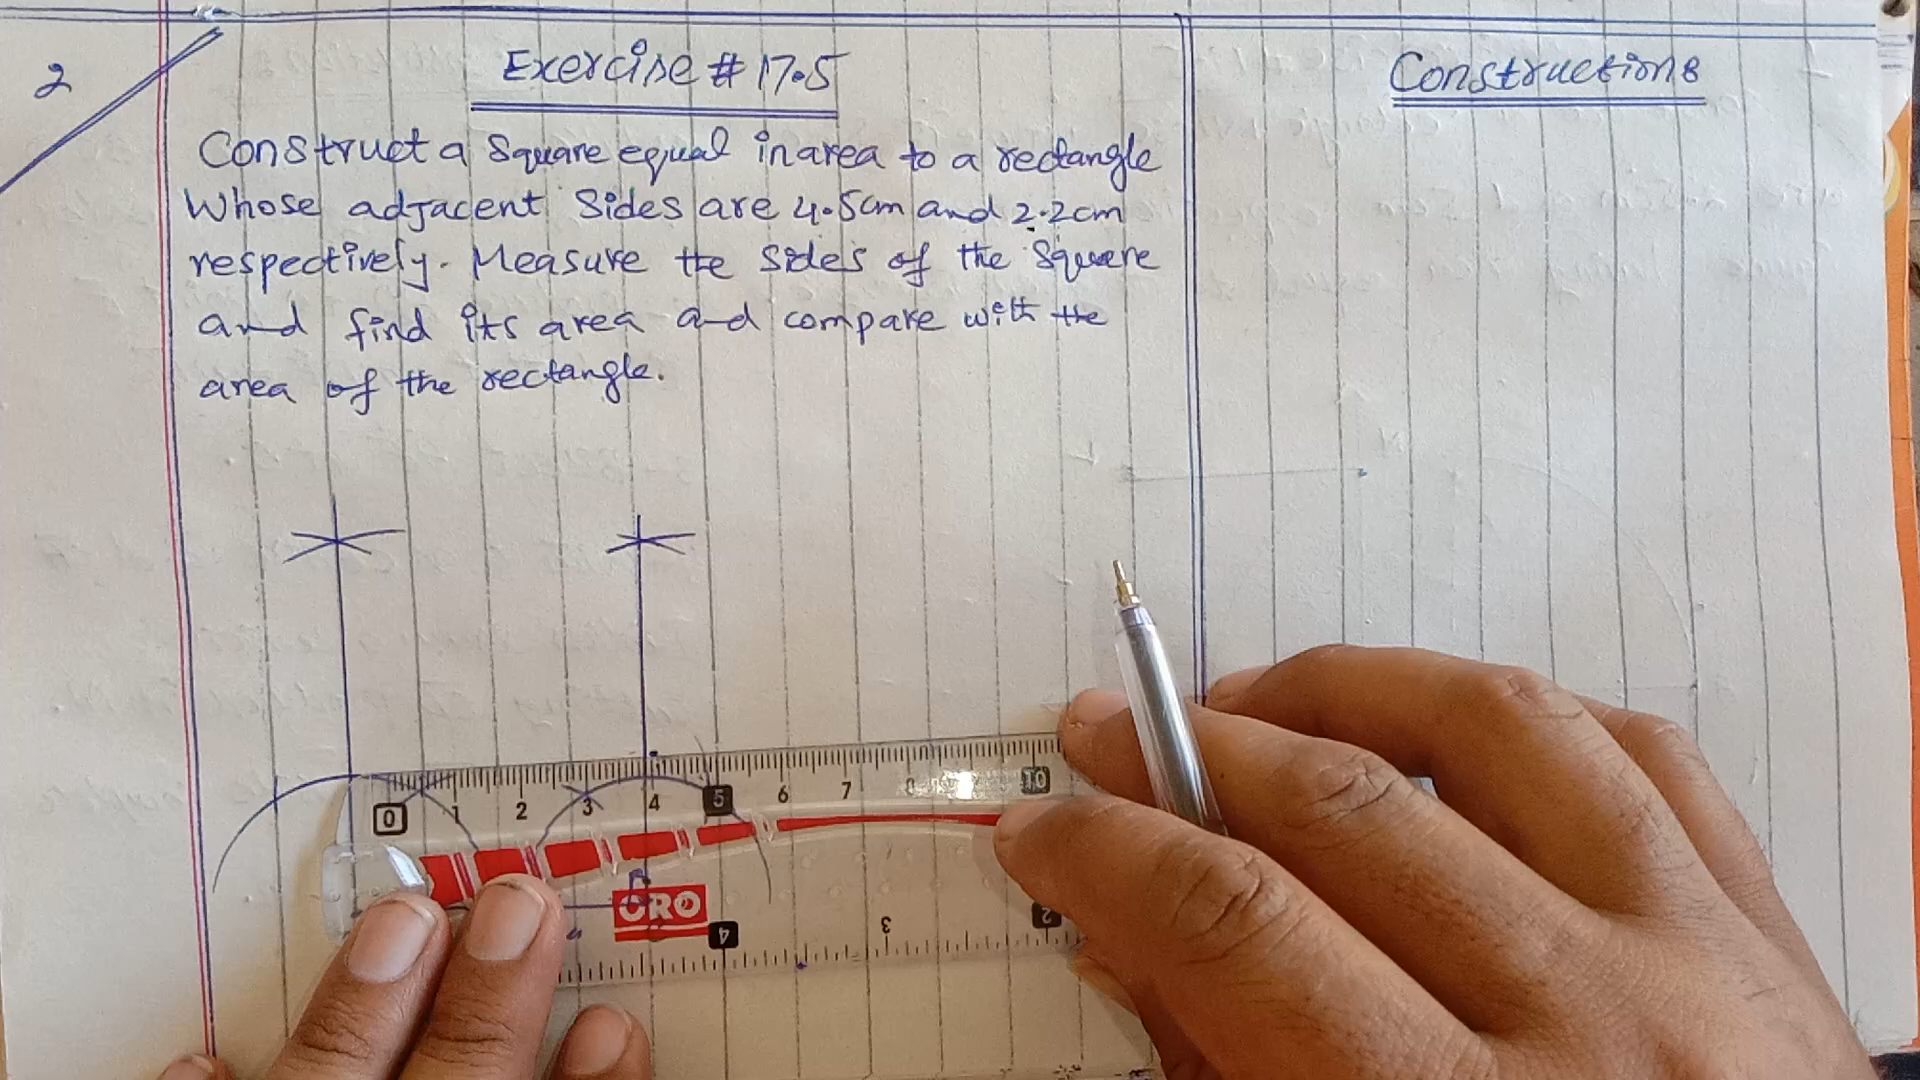 2
Exercise # 17.5
Constructions
Construct a square equal in area to a rectangle
Whose adjacent Sides are 4.5cm and 2.2cm
respectively. Measure the sides of the square
and find its area and compare with the
area of the rectangle.
0 1 2 3 4 5 6 7 10
ORO
4 3 2